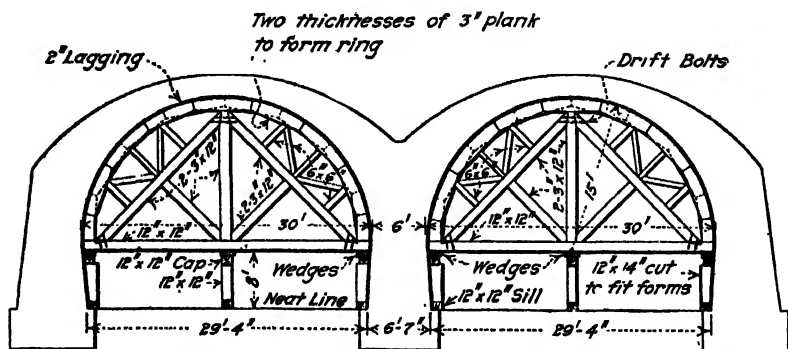 Two thicknesses of 3" plank
to form ring
2" Lagging
Drift Bolts
2-3"x12"
2-3"x12"
6"x6"
6"x6"
2-3"x12"
15'
12"x12"
30'
6'
12"x12"
30'
12"x12" Cap
12"x12"
8'
Wedges
Neat Line
Wedges
12"x12" Sill
12"x14" cut
to fit forms
29'-4"
6'-7"
29'-4"